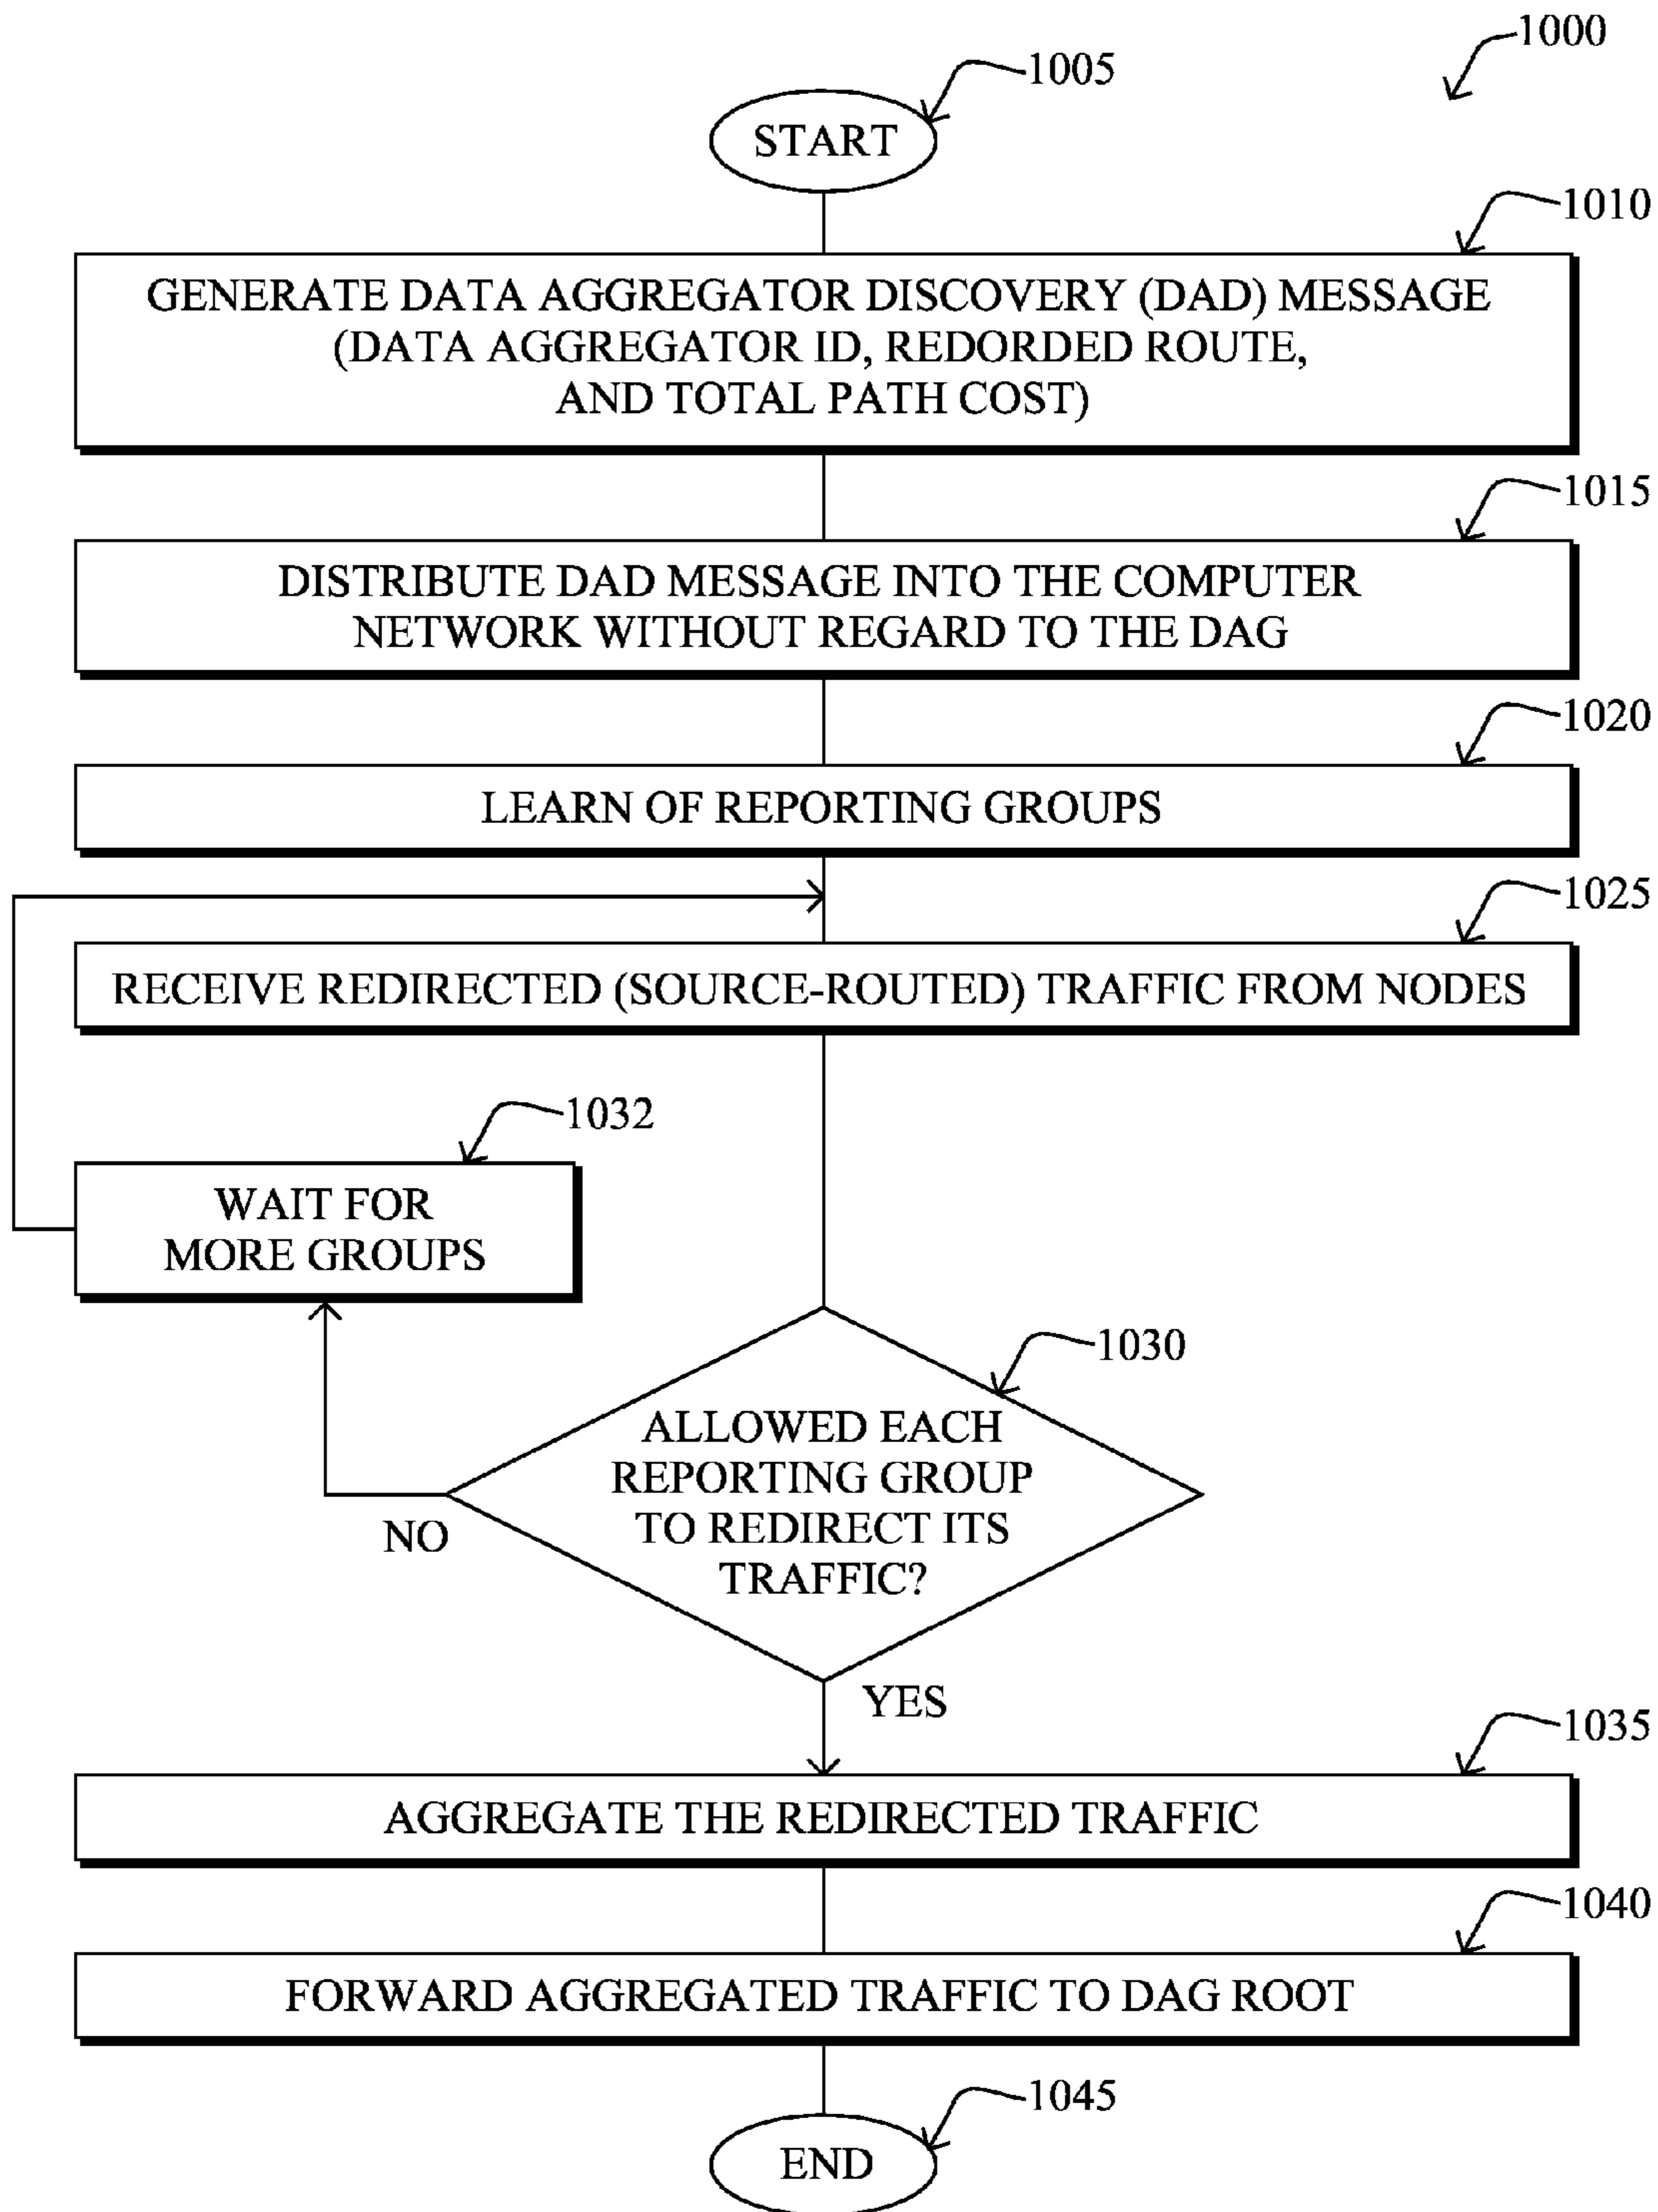 1000
1005
START
1010
GENERATE DATA AGGREGATOR DISCOVERY (DAD) MESSAGE
(DATA AGGREGATOR ID, REDORDED ROUTE,
AND TOTAL PATH COST)
1015
DISTRIBUTE DAD MESSAGE INTO THE COMPUTER
NETWORK WITHOUT REGARD TO THE DAG
1020
LEARN OF REPORTING GROUPS
1025
RECEIVE REDIRECTED (SOURCE-ROUTED) TRAFFIC FROM NODES
1032
WAIT FOR
MORE GROUPS
1030
ALLOWED EACH
REPORTING GROUP
TO REDIRECT ITS
TRAFFIC?
NO
YES
1035
AGGREGATE THE REDIRECTED TRAFFIC
1040
FORWARD AGGREGATED TRAFFIC TO DAG ROOT
1045
END